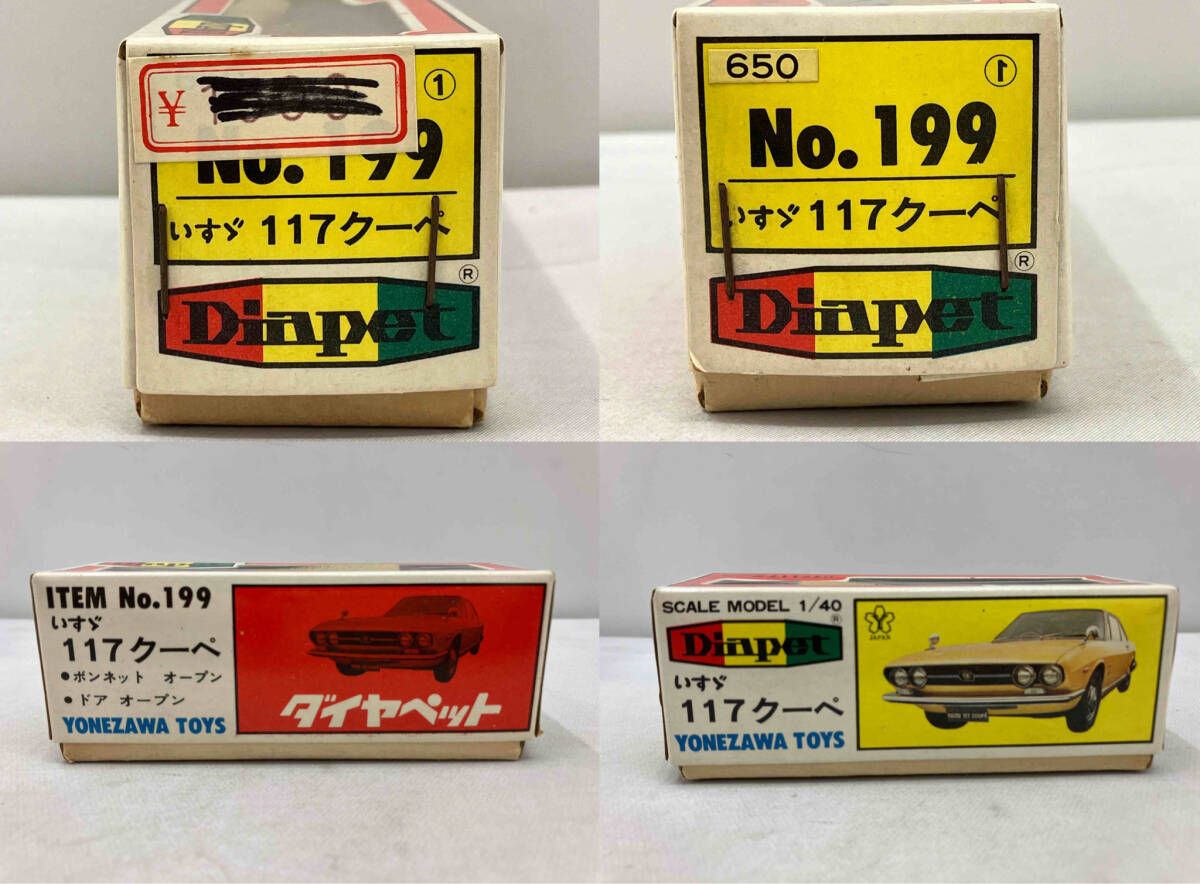 ¥
①
No. 199
いすゞ 117クーペ
®
Diapet
650
①
No. 199
いすゞ 117クーペ
®
Diapet
ITEM No.199
いすゞ
117クーペ
•ボンネット オープン
•ドア オープン
YONEZAWA TOYS
ダイヤペット
SCALE MODEL 1/40
Diapet
®
いすゞ
117クーペ
YONEZAWA TOYS
JAPAN
ISUZU 117 COUPÉ